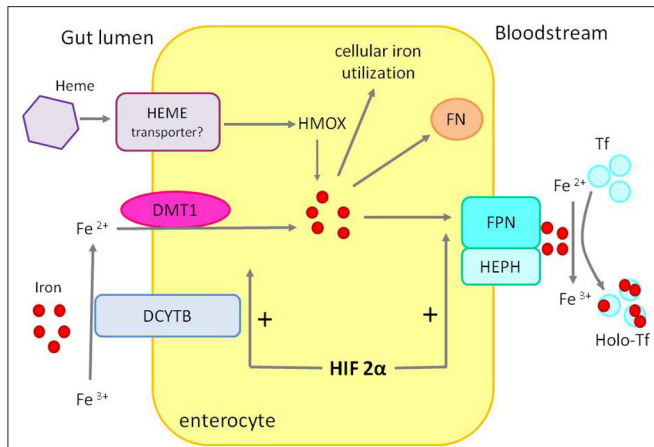 Gut lumen
Bloodstream
cellular iron
utilization
Heme
HEME
transporter?
HMOX
FN
Tf
DMT1
Fe 2+
Fe 2+
FPN
HEPH
Iron
DCYTB
+
+
Fe 3+
Holo-Tf
HIF 2α
Fe 3+
enterocyte